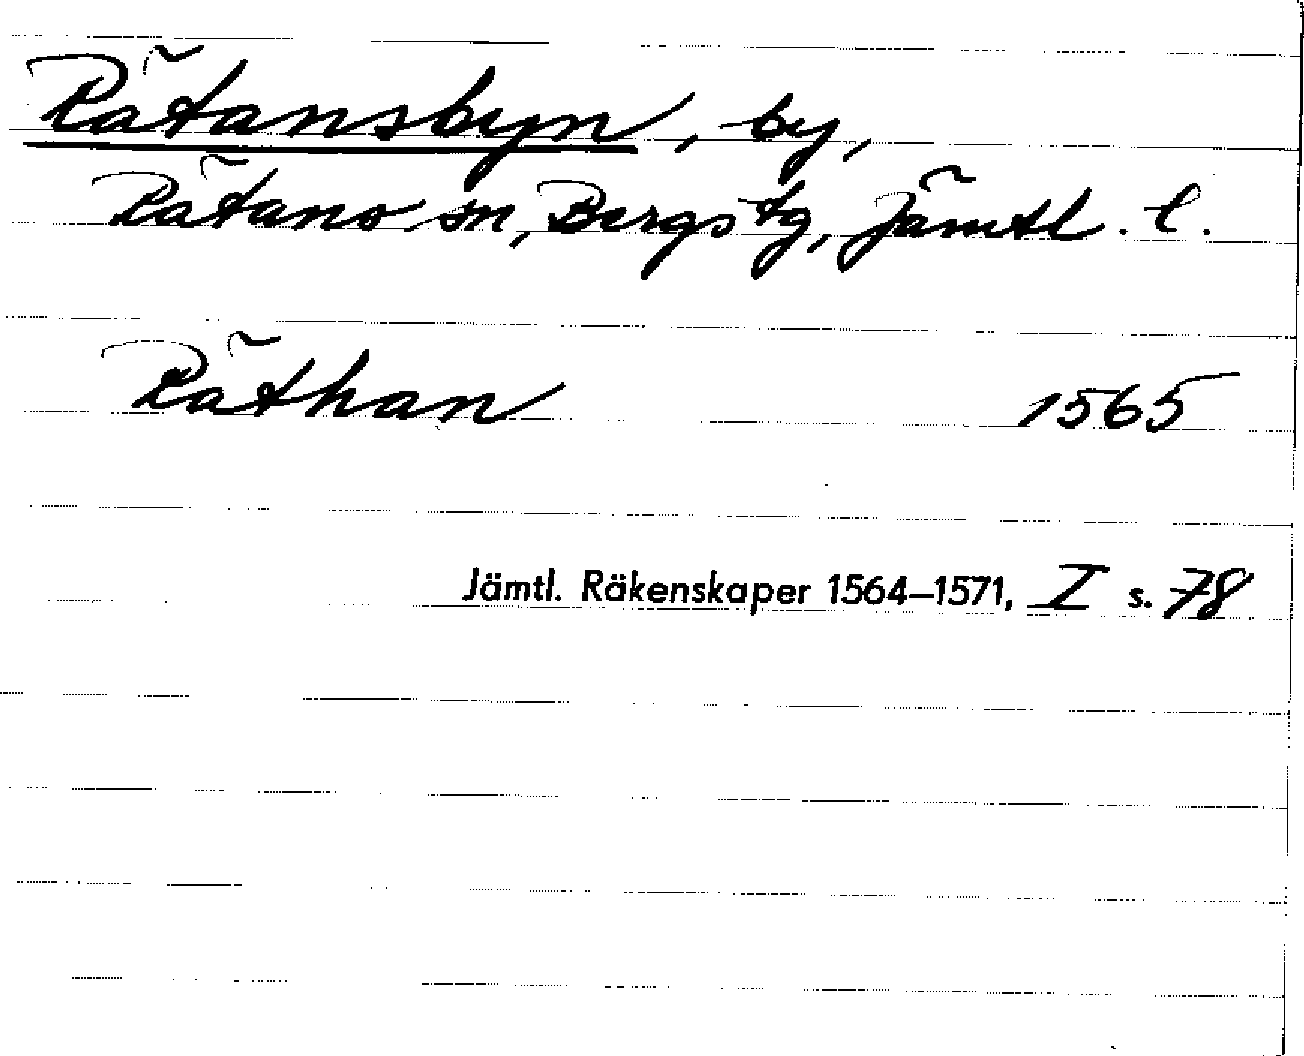 Rätansbyn, by,
Rätans sn, Bergs tg, Jämtl. l.
Räthan 1565
Jämtl. Räkenskaper 1564–1571, I s. 78